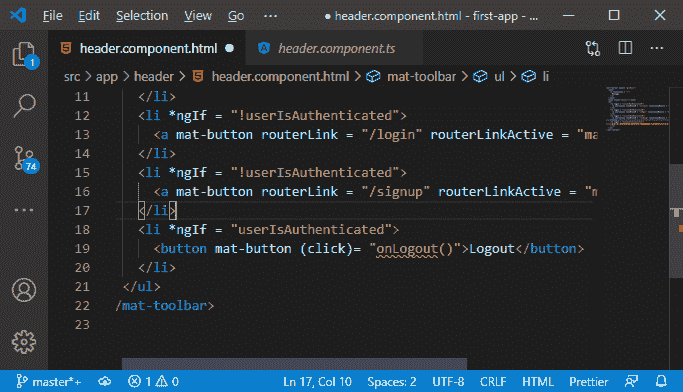 File Edit Selection View Go ··· ● header.component.html - first-app - ...
header.component.html ● header.component.ts ···
src > app > header > header.component.html > mat-toolbar > ul > li
11 </li>
12 <li *ngIf = "!userIsAuthenticated">
13 <a mat-button routerLink = "/login" routerLinkActive = "ma
14 </li>
15 <li *ngIf = "!userIsAuthenticated">
16 <a mat-button routerLink = "/signup" routerLinkActive = "m
17 </li>
18 <li *ngIf = "userIsAuthenticated">
19 <button mat-button (click)= "onLogout()">Logout</button>
20 </li>
21 </ul>
22 /mat-toolbar>
23
1
74
master*+ 1 0 Ln 17, Col 10 Spaces: 2 UTF-8 CRLF HTML Prettier